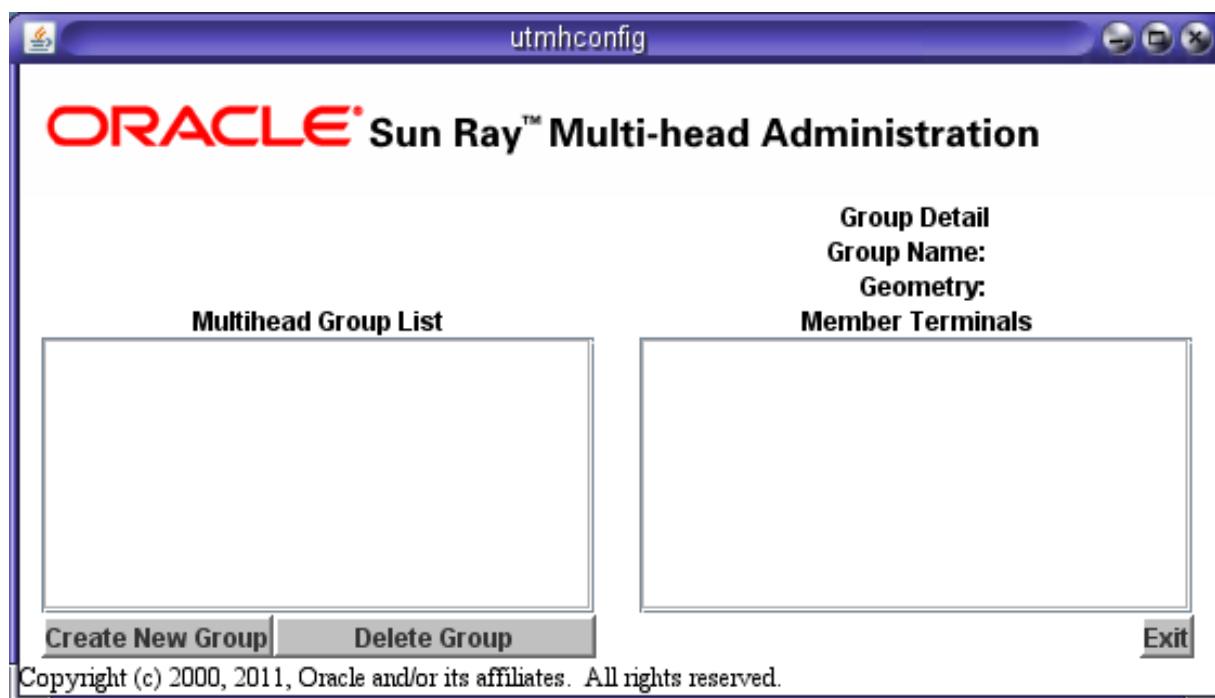 utmhconfig
ORACLE® Sun Ray™ Multi-head Administration
Group Detail
Group Name:
Geometry:
Multihead Group List
Member Terminals
Create New Group
Delete Group
Exit
Copyright (c) 2000, 2011, Oracle and/or its affiliates. All rights reserved.